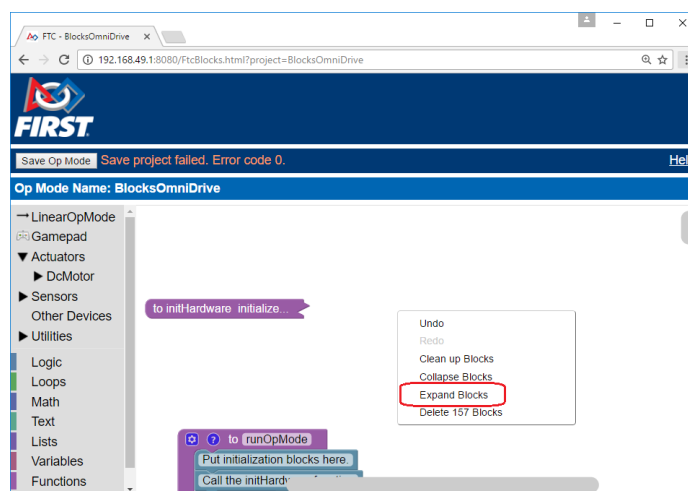 FTC - BlocksOmniDrive
192.168.49.1:8080/FtcBlocks.html?project=BlocksOmniDrive
FIRST
Save Op Mode Save project failed. Error code 0.
Op Mode Name: BlocksOmniDrive
LinearOpMode
Gamepad
Actuators
DcMotor
Sensors
Other Devices
Utilities
Logic
Loops
Math
Text
Lists
Variables
Functions
to initHardware initialize...
Undo
Redo
Clean up Blocks
Collapse Blocks
Expand Blocks
Delete 157 Blocks
? to runOpMode
Put initialization blocks here.
Call the